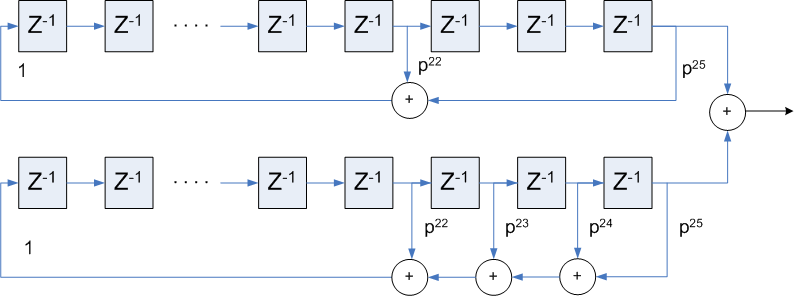 Z⁻¹ Z⁻¹ · · · · Z⁻¹ Z⁻¹ Z⁻¹ Z⁻¹ Z⁻¹
1 p²² p²⁵
+ +
Z⁻¹ Z⁻¹ · · · · Z⁻¹ Z⁻¹ Z⁻¹ Z⁻¹ Z⁻¹
1 p²² p²³ p²⁴ p²⁵
+ + +